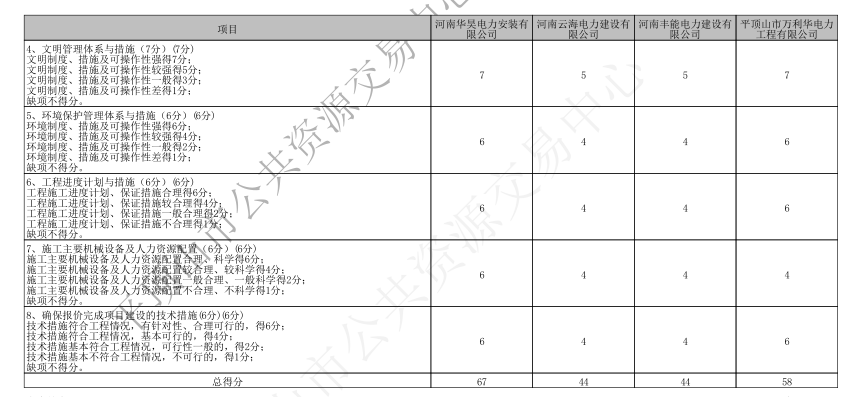 项目
河南华昊电力安装有
限公司
河南云海电力建设有
限公司
河南丰能电力建设有
限公司
平顶山市万利华电力
工程有限公司
4、文明管理体系与措施（7分）(7分)
文明制度、措施及可操作性强得7分；
文明制度、措施及可操作性较强得5分；
文明制度、措施及可操作性一般得3分；
文明制度、措施及可操作性差得1分；
缺项不得分。
7
5
5
7
5、环境保护管理体系与措施（6分）(6分)
环境制度、措施及可操作性强得6分；
环境制度、措施及可操作性较强得4分；
环境制度、措施及可操作性一般得2分；
环境制度、措施及可操作性差得1分；
缺项不得分。
6
4
4
6
6、工程进度计划与措施（6分）(6分)
工程施工进度计划、保证措施合理得6分；
工程施工进度计划、保证措施较合理得4分；
工程施工进度计划、保证措施一般合理得2分；
工程施工进度计划、保证措施不合理得1分；
缺项不得分。
6
4
4
6
7、施工主要机械设备及人力资源配置（6分）(6分)
施工主要机械设备及人力资源配置合理、科学得6分；
施工主要机械设备及人力资源配置较合理、较科学得4分；
施工主要机械设备及人力资源配置一般合理、一般科学得2分；
施工主要机械设备及人力资源配置不合理、不科学得1分；
缺项不得分。
6
4
4
4
8、确保报价完成项目建设的技术措施(6分)(6分)
技术措施符合工程情况，有针对性、合理可行的，得6分；
技术措施符合工程情况，基本可行的，得4分；
技术措施基本符合工程情况，可行性一般的，得2分；
技术措施基本不符合工程情况，不可行的，得1分；
缺项不得分。
6
4
4
6
总得分
67
44
44
58
平顶山市公共资源交易中心
山市公共资源交易中心